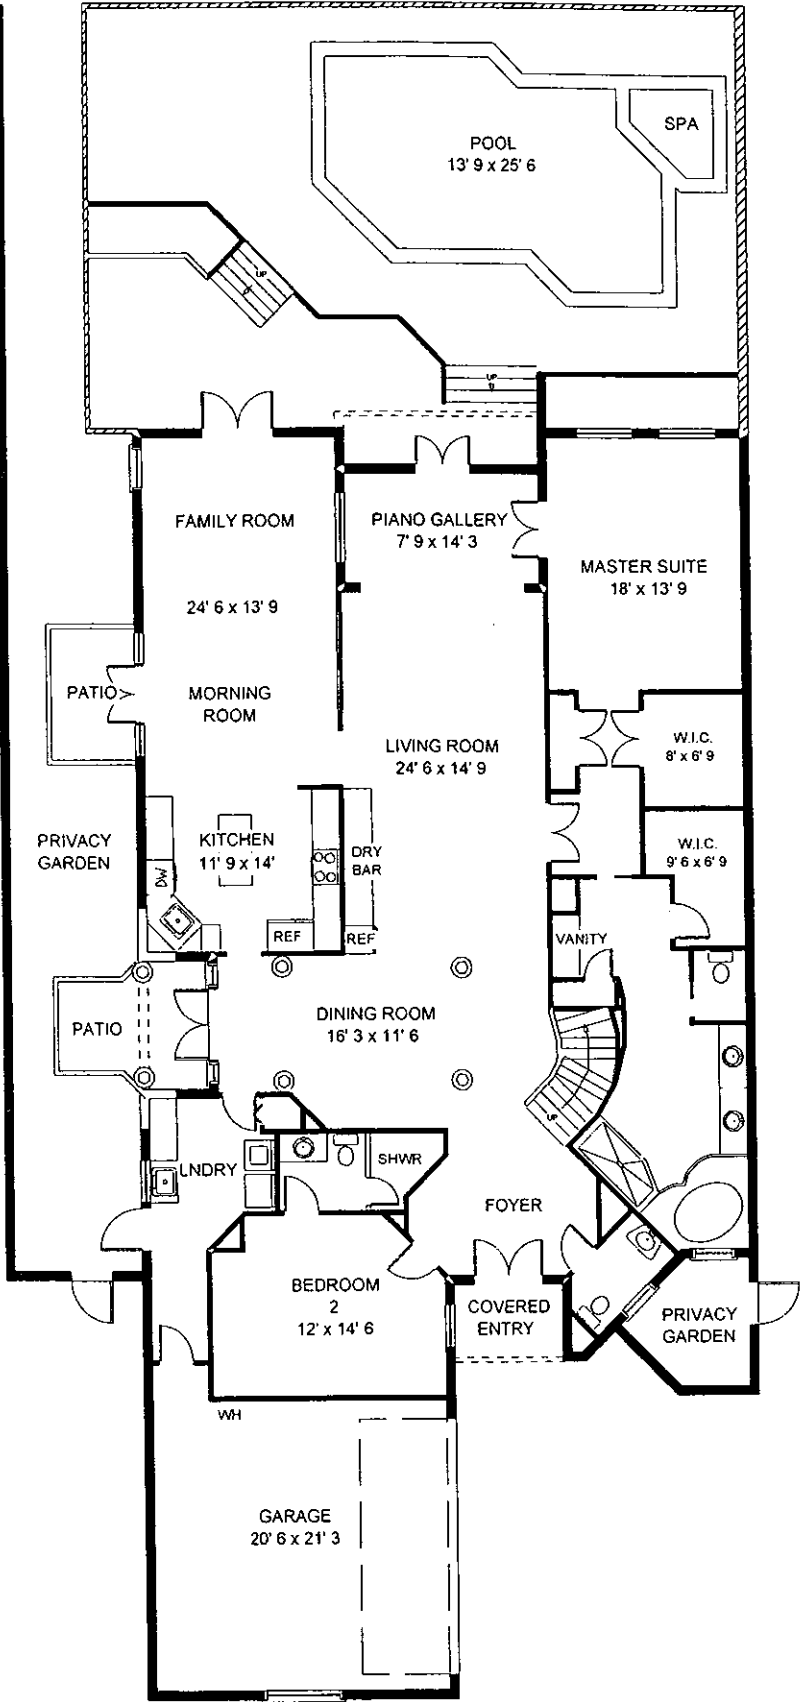 SPA
POOL
13' 9 x 25' 6
UP
UP
FAMILY ROOM
24' 6 x 13' 9
PIANO GALLERY
7' 9 x 14' 3
MASTER SUITE
18' x 13' 9
PATIO
MORNING
ROOM
LIVING ROOM
24' 6 x 14' 9
W.I.C.
8' x 6' 9
PRIVACY
GARDEN
KITCHEN
11' 9 x 14'
DW
DRY
BAR
W.I.C.
9' 6 x 6' 9
REF
REF
VANITY
PATIO
DINING ROOM
16' 3 x 11' 6
UP
LNDRY
SHWR
FOYER
BEDROOM
2
12' x 14' 6
COVERED
ENTRY
PRIVACY
GARDEN
WH
GARAGE
20' 6 x 21' 3